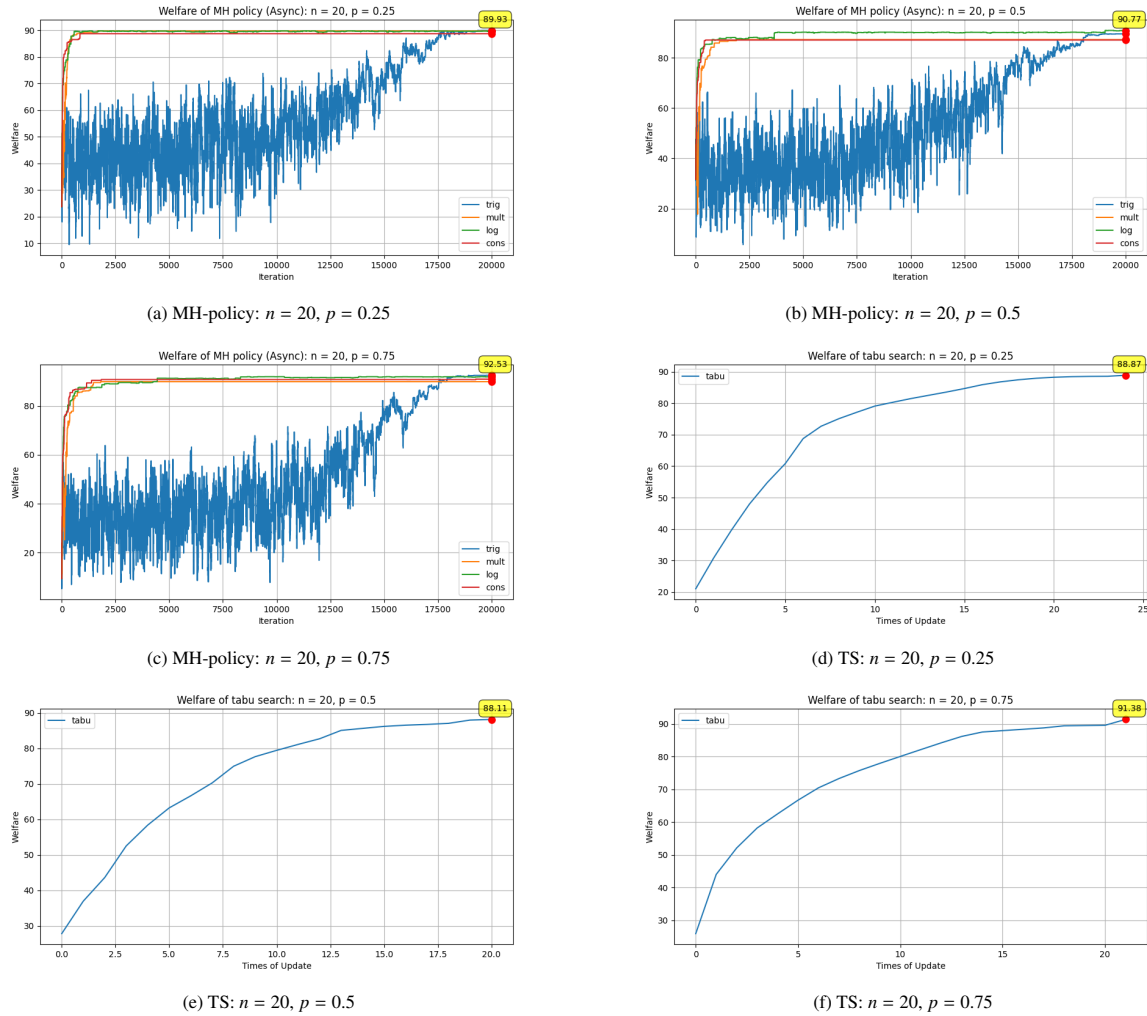 Welfare of MH policy (Async): n = 20, p = 0.25
89.93
90
80
70
60
50
40
30
20
10
Welfare
trig
mult
log
cons
0 2500 5000 7500 10000 12500 15000 17500 20000
Iteration
(a) MH-policy: n = 20, p = 0.25
Welfare of MH policy (Async): n = 20, p = 0.5
90.77
80
60
40
20
Welfare
trig
mult
log
cons
0 2500 5000 7500 10000 12500 15000 17500 20000
Iteration
(b) MH-policy: n = 20, p = 0.5
Welfare of MH policy (Async): n = 20, p = 0.75
92.53
80
60
40
20
Welfare
trig
mult
log
cons
0 2500 5000 7500 10000 12500 15000 17500 20000
Iteration
(c) MH-policy: n = 20, p = 0.75
Welfare of tabu search: n = 20, p = 0.25
88.87
tabu
90
80
70
60
50
40
30
20
Welfare
0 5 10 15 20 25
Times of Update
(d) TS: n = 20, p = 0.25
Welfare of tabu search: n = 20, p = 0.5
88.11
tabu
90
80
70
60
50
40
30
Welfare
0.0 2.5 5.0 7.5 10.0 12.5 15.0 17.5 20.0
Times of Update
(e) TS: n = 20, p = 0.5
Welfare of tabu search: n = 20, p = 0.75
91.38
tabu
90
80
70
60
50
40
30
Welfare
0 5 10 15 20
Times of Update
(f) TS: n = 20, p = 0.75